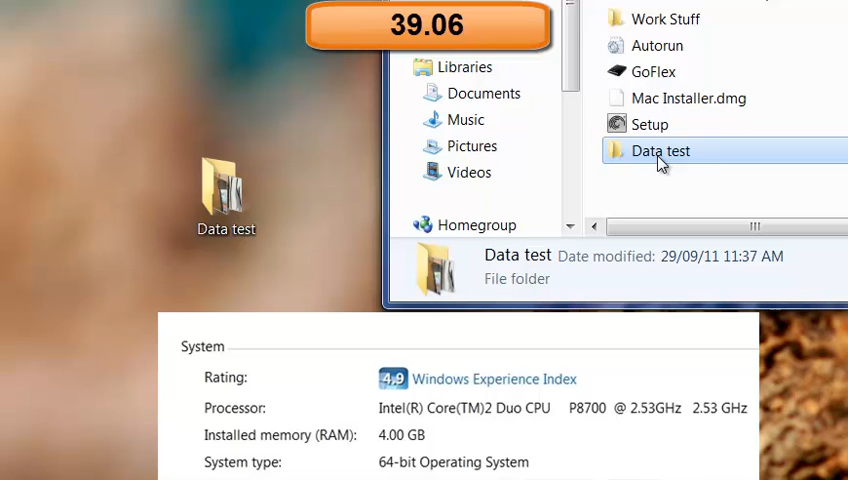 39.06
Work Stuff
Autorun
GoFlex
Mac Installer.dmg
Setup
Data test
Libraries
Documents
Music
Pictures
Videos
Homegroup
Data test
Data test Date modified: 29/09/11 11:37 AM
File folder
System
Rating: 4.9 Windows Experience Index
Processor: Intel(R) Core(TM)2 Duo CPU P8700 @ 2.53GHz 2.53 GHz
Installed memory (RAM): 4.00 GB
System type: 64-bit Operating System